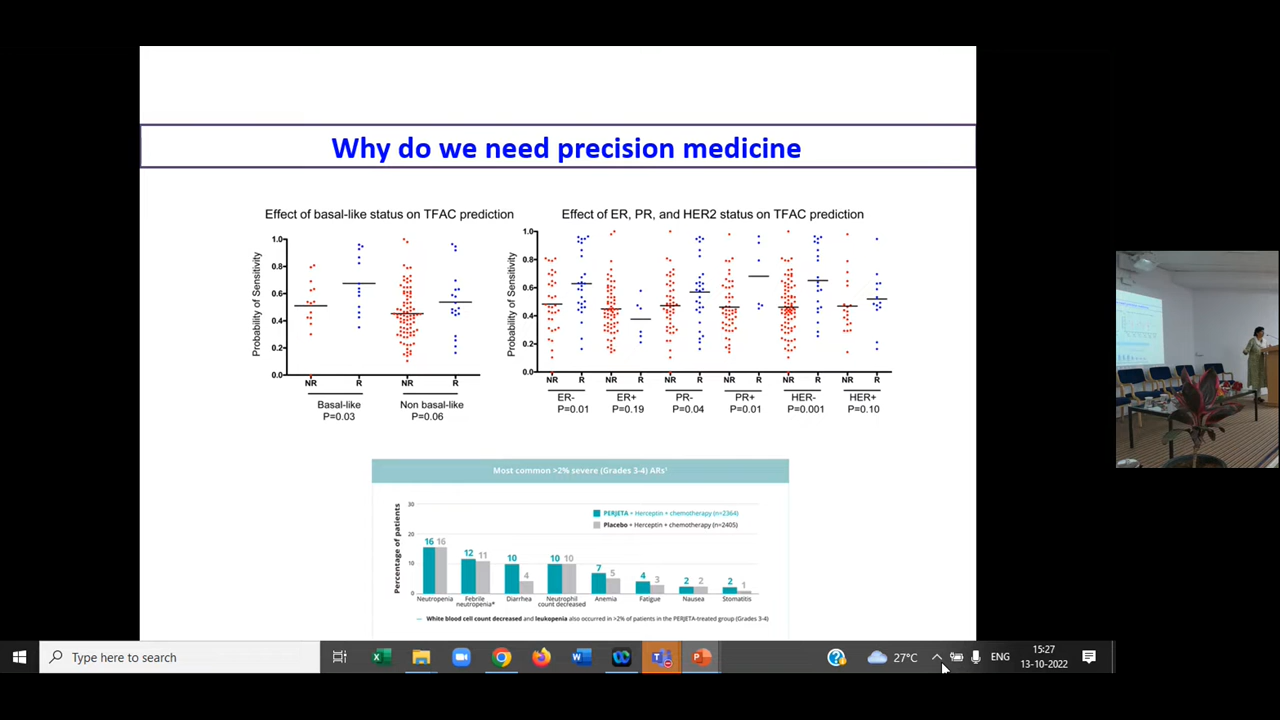 Why do we need precision medicine
Effect of basal-like status on TFAC prediction
Probability of Sensitivity
1.0
0.8
0.6
0.4
0.2
0.0
NR R NR R
Basal-like Non basal-like
P=0.03 P=0.06
Effect of ER, PR, and HER2 status on TFAC prediction
Probability of Sensitivity
1.0
0.8
0.6
0.4
0.2
0.0
NR R NR R NR R NR R NR R NR R
ER- ER+ PR- PR+ HER- HER+
P=0.01 P=0.19 P=0.04 P=0.01 P=0.001 P=0.10
Most common >2% severe (Grades 3-4) ARs¹
Percentage of patients
30
20
10
0
PERJETA + Herceptin + chemotherapy (n=2364)
Placebo + Herceptin + chemotherapy (n=2405)
16 16 12 11 10 4 10 10 7 5 4 3 2 2 2 1
Neutropenia Febrile neutropenia* Diarrhea Neutrophil count decreased Anemia Fatigue Nausea Stomatitis
White blood cell count decreased and leukopenia also occurred in >2% of patients in the PERJETA-treated group (Grades 3-4)
Type here to search
27°C
ENG
15:27
13-10-2022